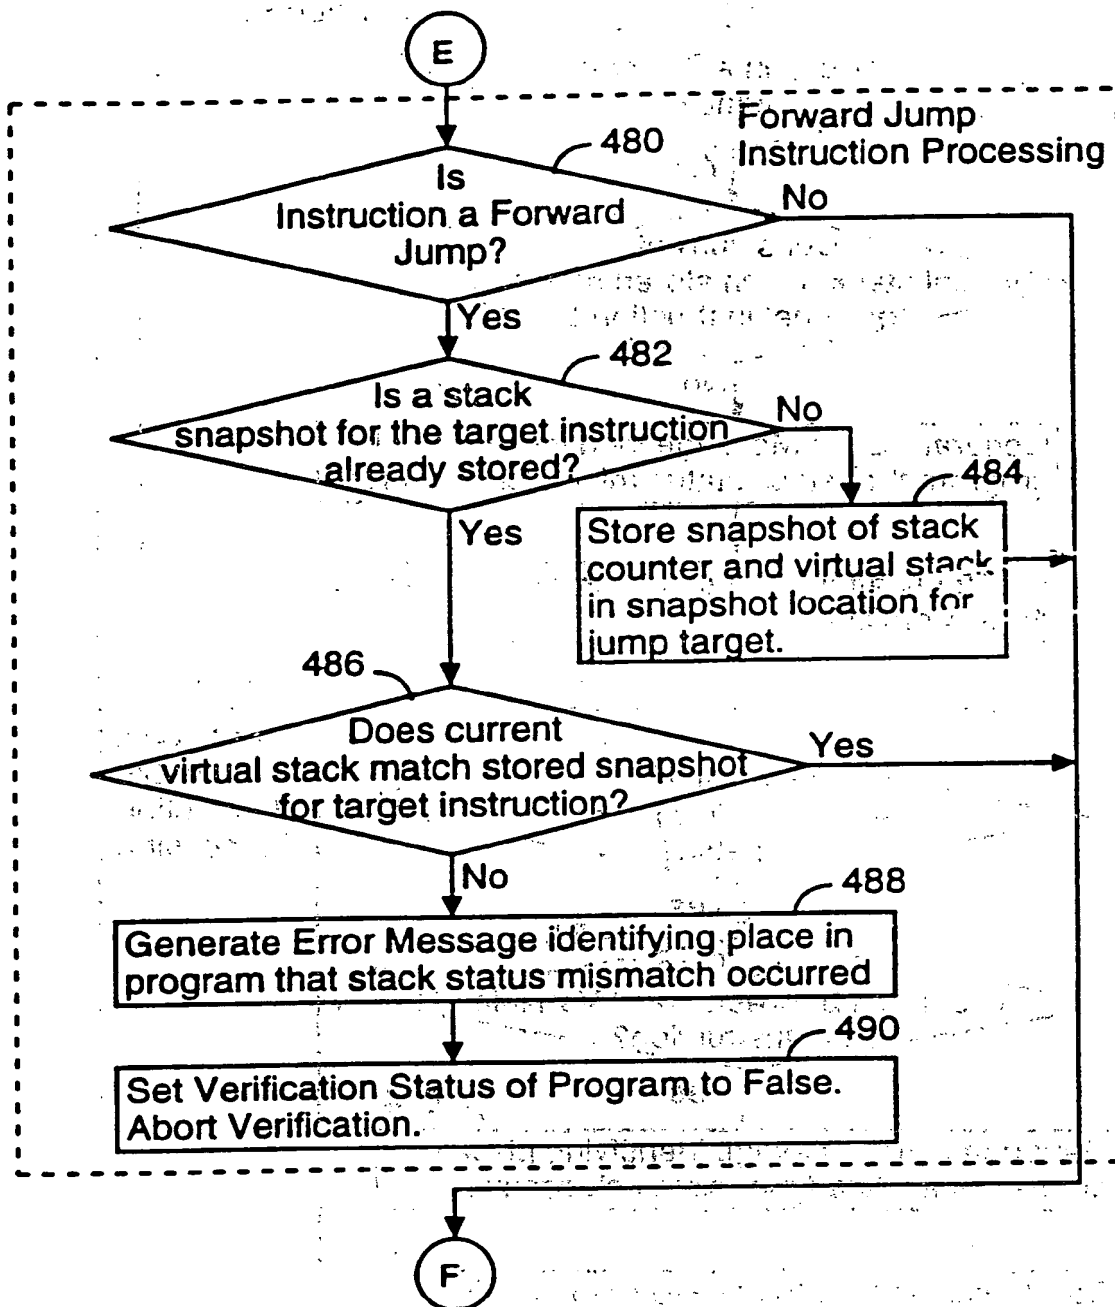 E
Forward Jump
Instruction Processing
480
Is
Instruction a Forward
Jump?
No
Yes
482
Is a stack
snapshot for the target instruction
already stored?
No
Yes
484
Store snapshot of stack
counter and virtual stack
in snapshot location for
jump target.
486
Does current
virtual stack match stored snapshot
for target instruction?
Yes
No
488
Generate Error Message identifying place in
program that stack status mismatch occurred
490
Set Verification Status of Program to False.
Abort Verification.
F